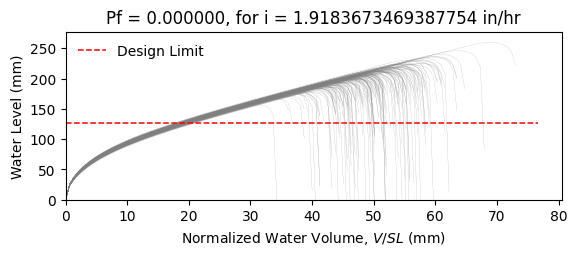 Pf = 0.000000, for i = 1.9183673469387754 in/hr
Water Level (mm)
250
200
150
100
50
0
Design Limit
0 10 20 30 40 50 60 70 80
Normalized Water Volume, V/SL (mm)